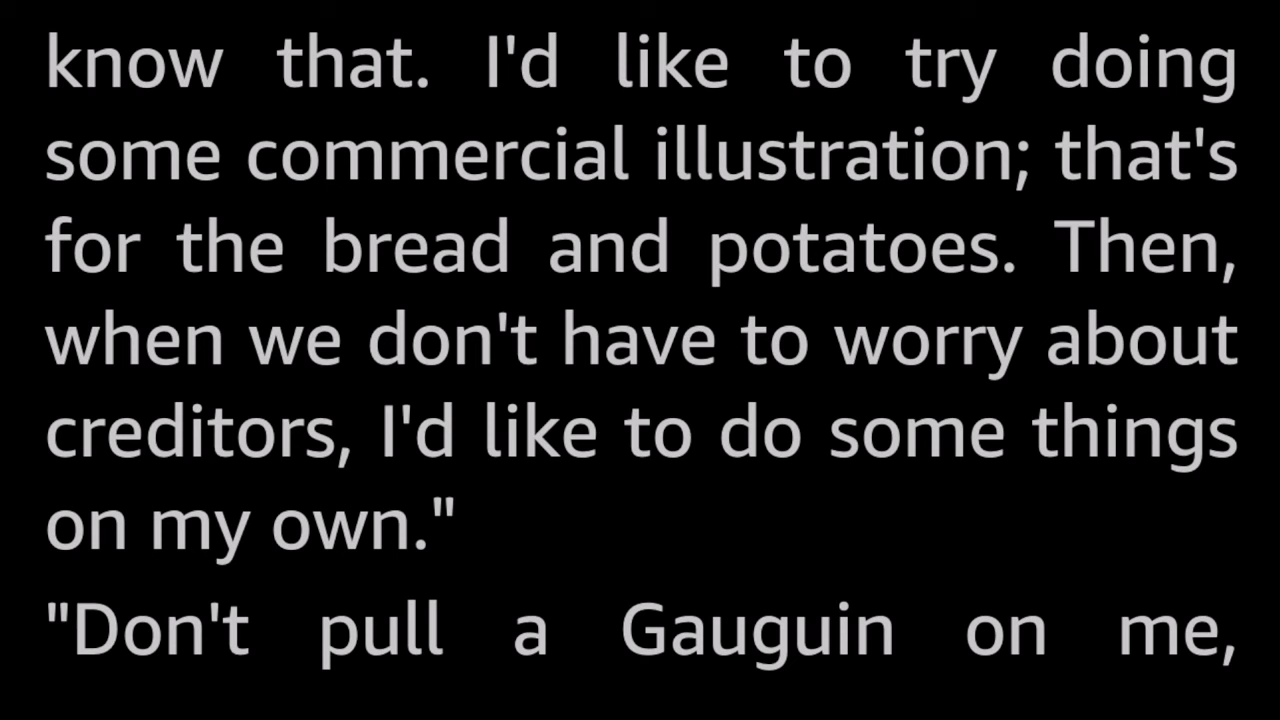 know that. I'd like to try doing
some commercial illustration; that's
for the bread and potatoes. Then,
when we don't have to worry about
creditors, I'd like to do some things
on my own."
"Don't pull a Gauguin on me,